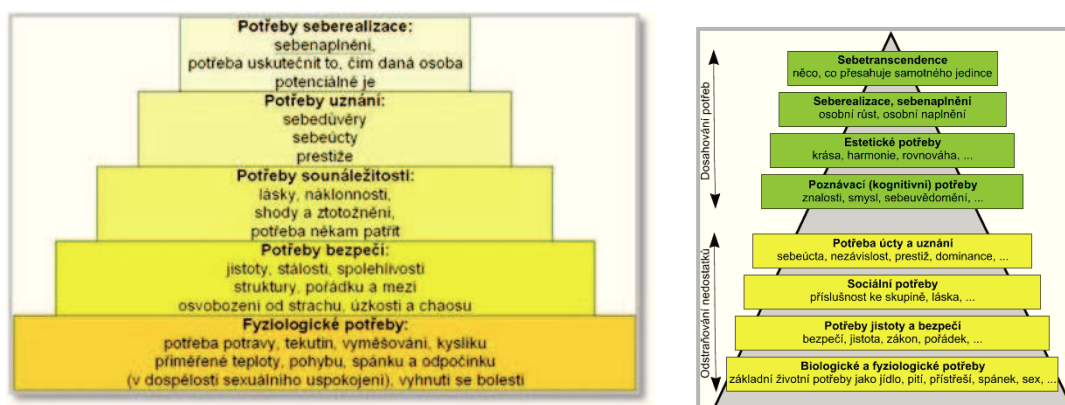 Potřeby seberealizace:
sebenaplnění,
potřeba uskutečnit to, čim daná osoba
potenciálně je
Potřeby uznání:
sebedůvěry
sebeúcty
prestiže
Potřeby sounáležitosti:
lásky, náklonnosti,
shody a ztotožnění,
potřeba někam patřit
Potřeby bezpečí:
jistoty, stálosti, spolehlivosti
struktury, pořádku a mezí
osvobození od strachu, úzkosti a chaosu
Fyziologické potřeby:
potřeba potravy, tekutin, vyměšování, kyslíku
přiměřené teploty, pohybu, spánku a odpočinku
(v dospělosti sexuálního uspokojení), vyhnutí se bolesti
Dosahování potřeb
Sebetranscendence
něco, co přesahuje samotného jedince
Seberealizace, sebenaplnění
osobní růst, osobní naplnění
Estetické potřeby
krása, harmonie, rovnováha, ...
Poznávací (kognitivní) potřeby
znalosti, smysl, sebeuvědomění, ...
Odstraňování nedostatků
Potřeba úcty a uznání
sebeúcta, nezávislost, prestiž, dominance, ...
Sociální potřeby
příslušnost ke skupině, láska, ...
Potřeby jistoty a bezpečí
bezpečí, jistota, zákon, pořádek, ...
Biologické a fyziologické potřeby
základní životní potřeby jako jídlo, pití, přístřeší, spánek, sex, ...